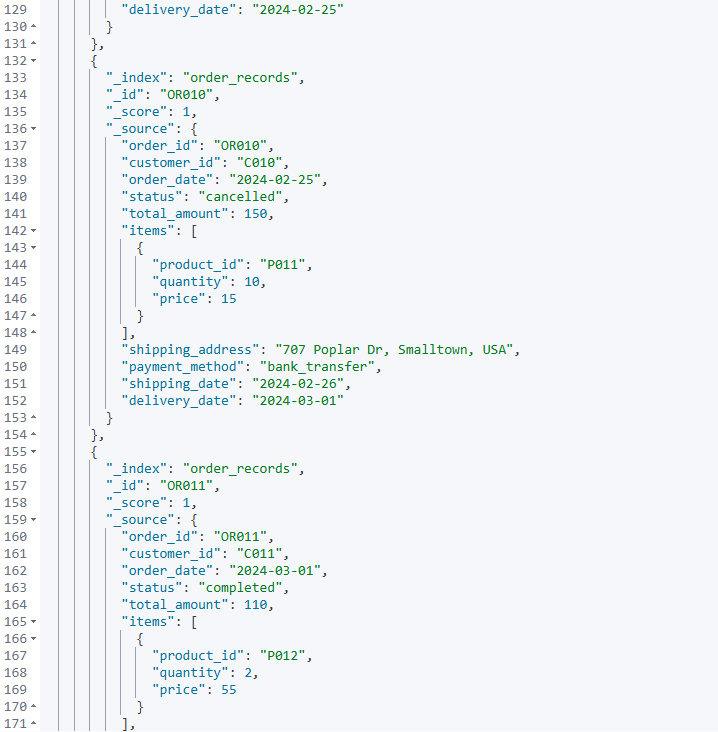 129 "delivery_date": "2024-02-25"
130 }
131 },
132 {
133 "_index": "order_records",
134 "_id": "OR010",
135 "_score": 1,
136 "_source": {
137 "order_id": "OR010",
138 "customer_id": "C010",
139 "order_date": "2024-02-25",
140 "status": "cancelled",
141 "total_amount": 150,
142 "items": [
143 {
144 "product_id": "P011",
145 "quantity": 10,
146 "price": 15
147 }
148 ],
149 "shipping_address": "707 Poplar Dr, Smalltown, USA",
150 "payment_method": "bank_transfer",
151 "shipping_date": "2024-02-26",
152 "delivery_date": "2024-03-01"
153 }
154 },
155 {
156 "_index": "order_records",
157 "_id": "OR011",
158 "_score": 1,
159 "_source": {
160 "order_id": "OR011",
161 "customer_id": "C011",
162 "order_date": "2024-03-01",
163 "status": "completed",
164 "total_amount": 110,
165 "items": [
166 {
167 "product_id": "P012",
168 "quantity": 2,
169 "price": 55
170 }
171 ],